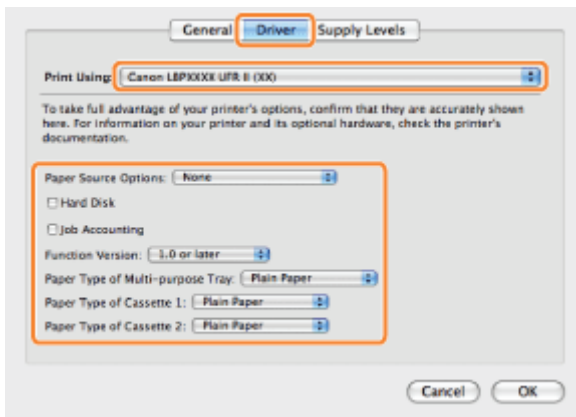 General Driver Supply Levels
Print Using: Canon LBPXXXX UFR II (XX)
To take full advantage of your printer's options, confirm that they are accurately shown
here. For information on your printer and its optional hardware, check the printer's
documentation.
Paper Source Options: None
Hard Disk
Job Accounting
Function Version: 1.0 or later
Paper Type of Multi-purpose Tray: Plain Paper
Paper Type of Cassette 1: Plain Paper
Paper Type of Cassette 2: Plain Paper
Cancel OK